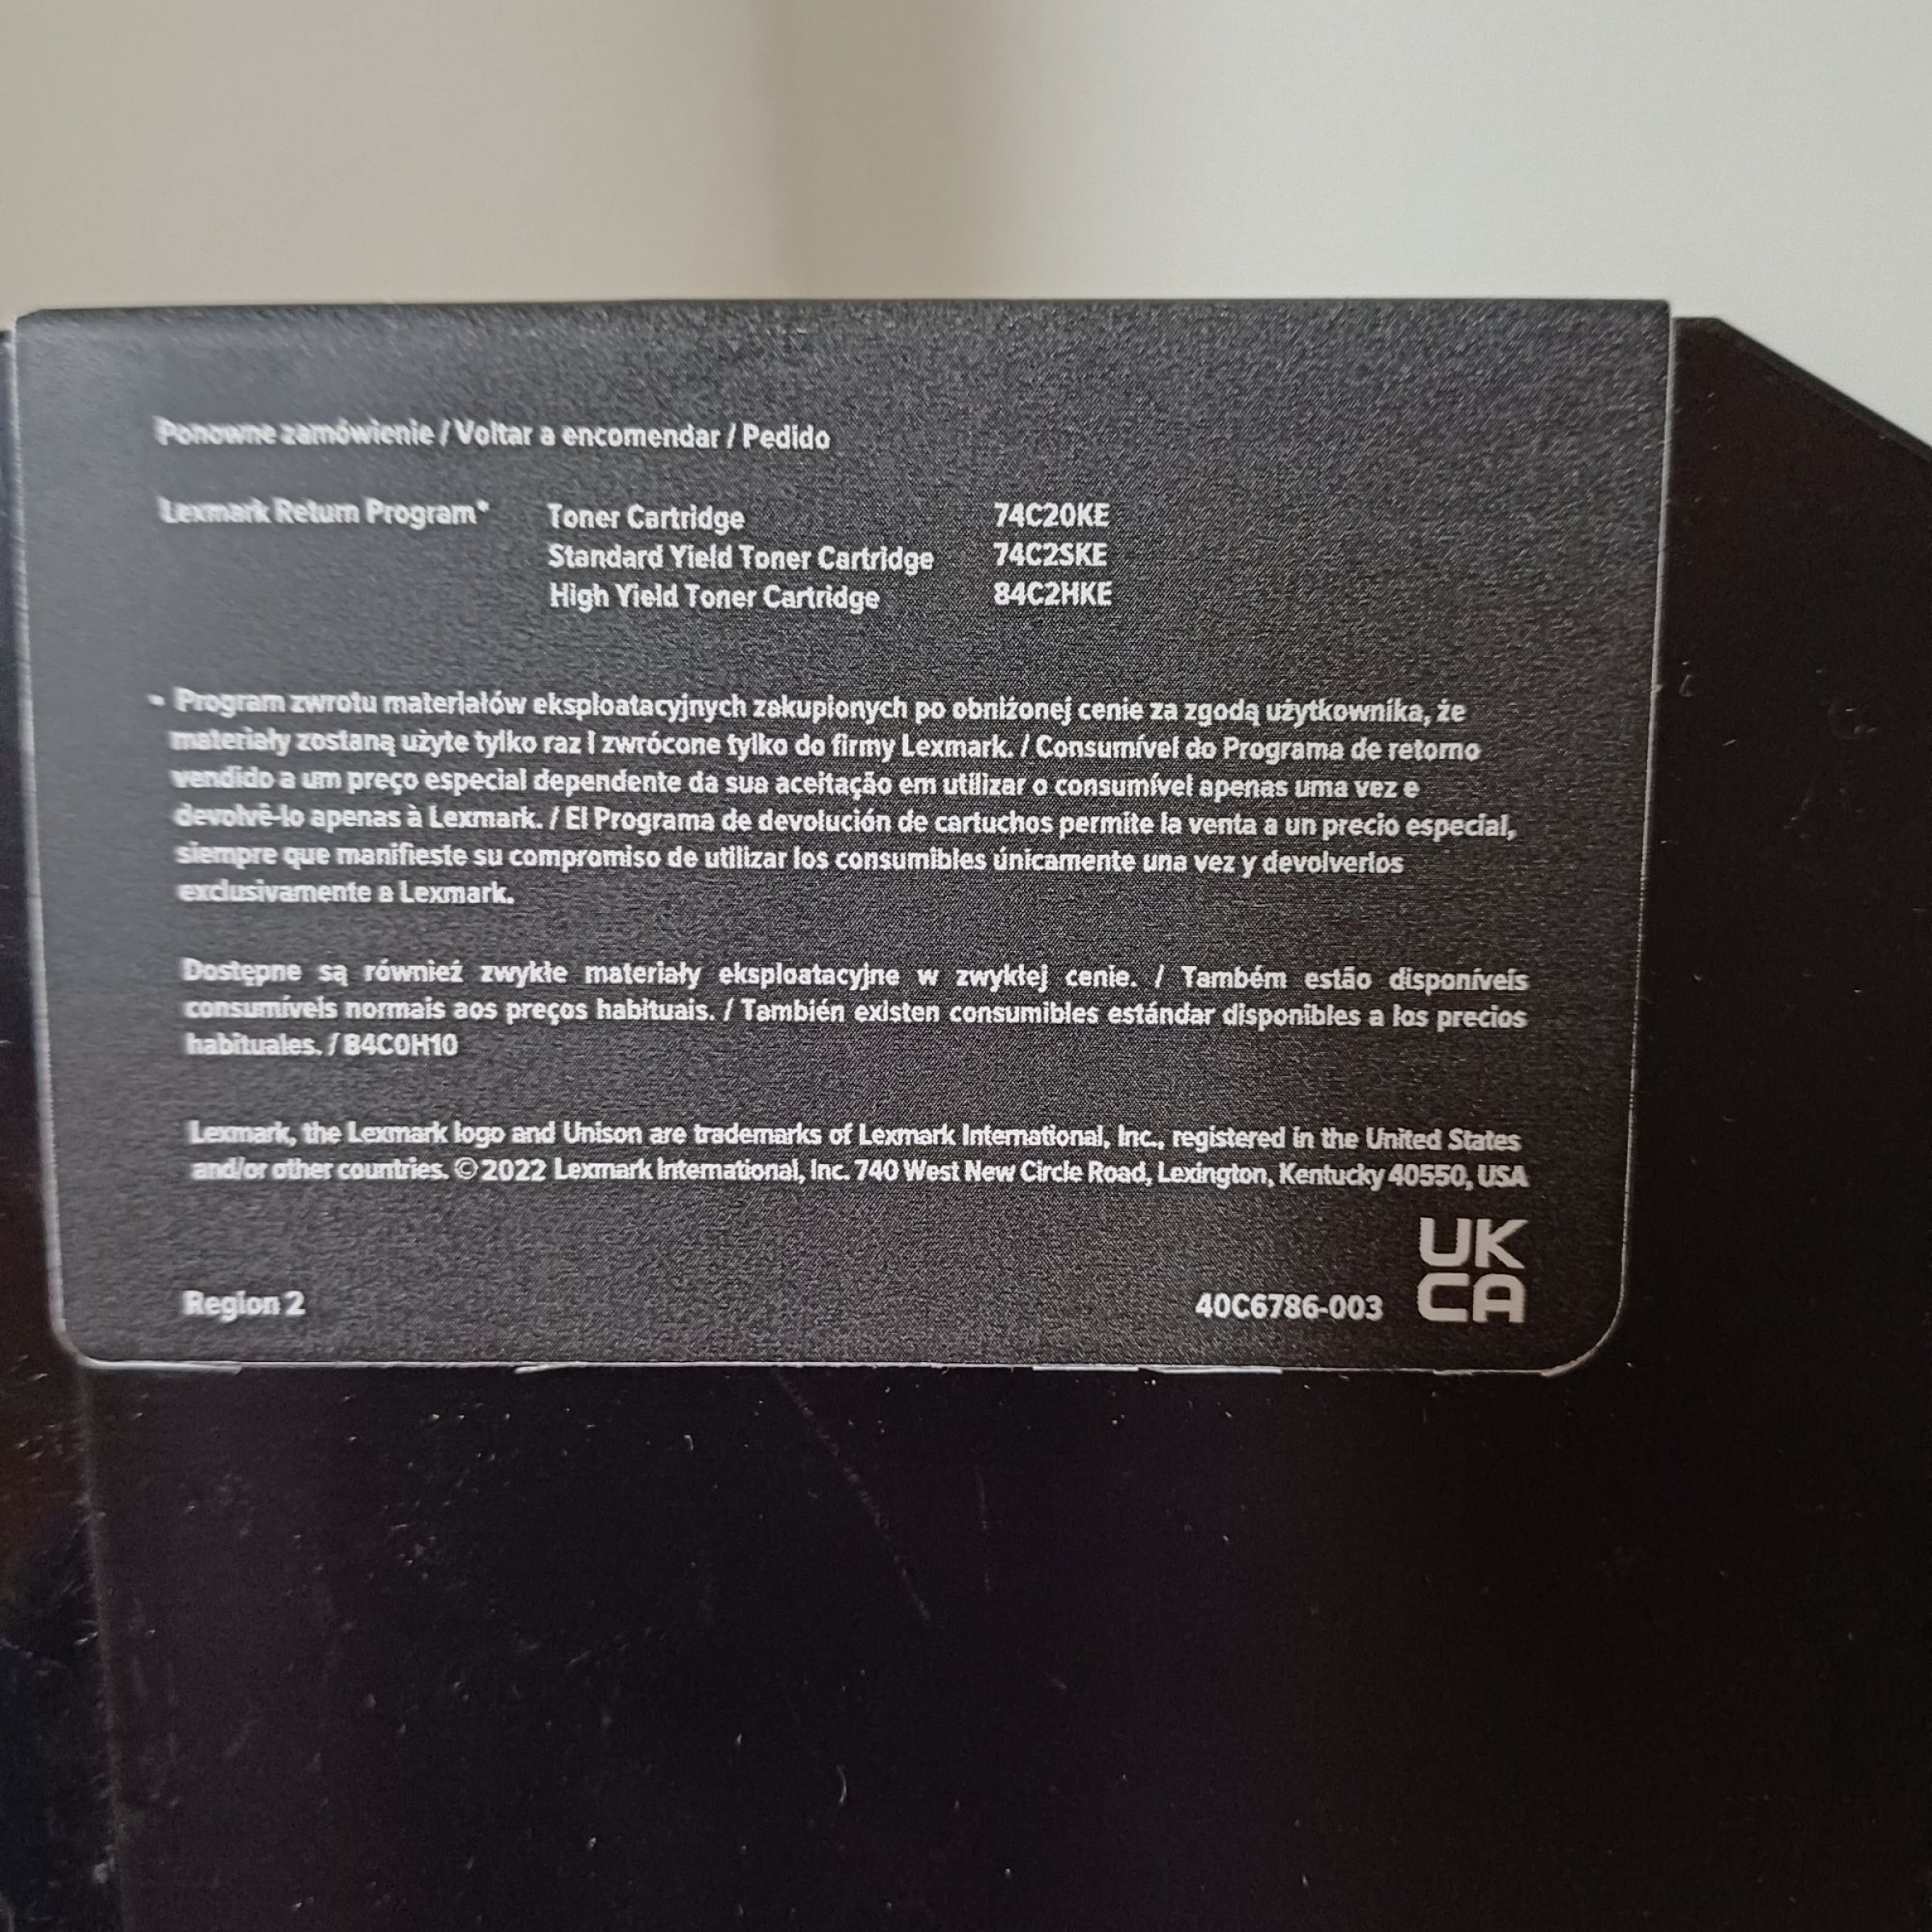 Ponowne zamówienie / Voltar a encomendar / Pedido
Lexmark Return Program* Toner Cartridge 74C20KE
Standard Yield Toner Cartridge 74C2SKE
High Yield Toner Cartridge 84C2HKE
* Program zwrotu materiałów eksploatacyjnych zakupionych po obniżonej cenie za zgodą użytkownika, że
materiały zostaną użyte tylko raz i zwrócone tylko do firmy Lexmark. / Consumível do Programa de retorno
vendido a um preço especial dependente da sua aceitação em utilizar o consumível apenas uma vez e
devolvê-lo apenas à Lexmark. / El Programa de devolución de cartuchos permite la venta a un precio especial,
siempre que manifieste su compromiso de utilizar los consumibles únicamente una vez y devolverlos
exclusivamente a Lexmark.
Dostępne są również zwykłe materiały eksploatacyjne w zwykłej cenie. / Também estão disponíveis
consumíveis normais aos preços habituais. / También existen consumibles estándar disponibles a los precios
habituales. / 84C0H10
Lexmark, the Lexmark logo and Unison are trademarks of Lexmark International, Inc., registered in the United States
and/or other countries. © 2022 Lexmark International, Inc. 740 West New Circle Road, Lexington, Kentucky 40550, USA
UK
CA
Region 2 40C6786-003